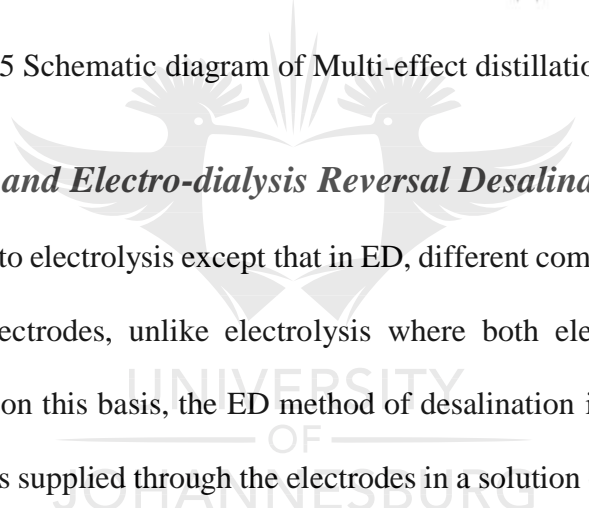 5 Schematic diagram of Multi-effect distillatio
and Electro-dialysis Reversal Desalina
to electrolysis except that in ED, different com
ectrodes, unlike electrolysis where both ele
UNIVERSITY
on this basis, the ED method of desalination i
OF
s supplied through the electrodes in a solution
JOHANNESBURG